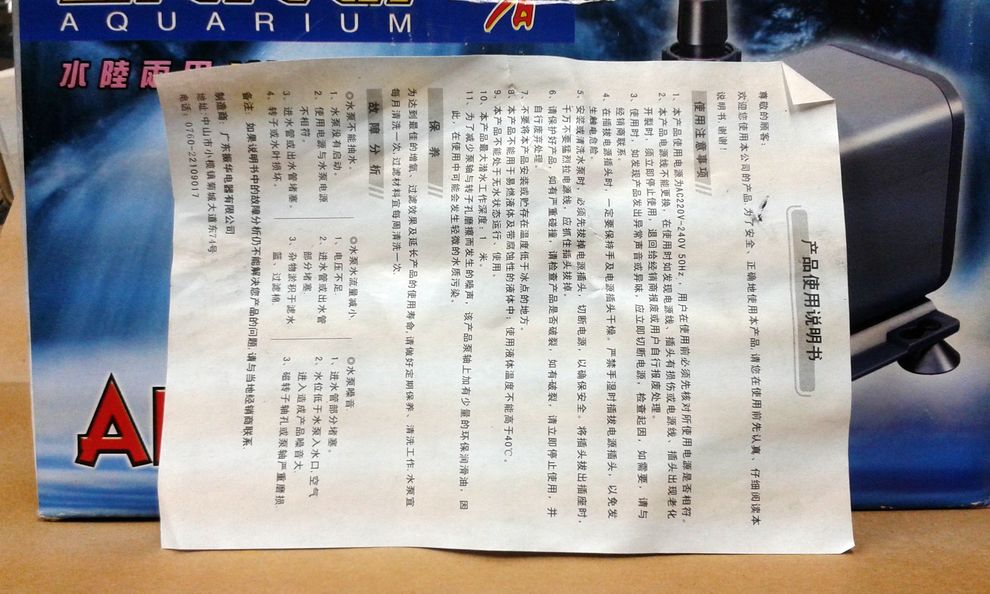 AQUARIUM
水陸兩用
产品使用说明书
尊敬的顾客:
欢迎您使用本公司的产品,为了安全、正确地使用本产品,请您在使用前先认真、仔细阅读本
说明书,谢谢!
使用注意事项
1、本产品使用电源为AC220V-240V 50Hz,用户在使用前必须先核对所使用电源是否相符。
2、本产品电源线不能更换,在使用时如发现电源线、插头有损伤或电源线、插头出现老化
开裂时,须立即停止使用,退回给经销商报废或用户自行报废处理。
3、使用时,如发现产品发出异常声音或异味,应立即切断电源,检查起因,如需要,请与
经销商联系。
4、在插拔电源插头时,一定要保持手及电源插头干燥。严禁手湿时插拔电源插头,以免发
生触电危险。
5、安装或清洗水泵时,必须先拔掉电源插头,切断电源,以确保安全。将插头拔出插座时,
千万不要猛烈拉电源线,应抓住插头拔掉。
6、请保护好产品,如有严重碰撞,请检查产品是否破裂,如有破裂,请立即停止使用,并
自行废弃处理。
7、不要将本产品安装或贮存在温度低于冰点的地方。
8、本产品不能用于易燃液体及带腐蚀性的液体中;使用液体温度不能高于40℃。
9、本产品不能处于无水状态运行、使用。
10、本产品最大潜水工作深度:1 米。
11、为了减少泵轴与转子孔磨擦而发生的噪声,该产品泵轴上加有少量的环保润滑油,因
此,在使用中可能会发生轻微的水质污染。
保 养
为达到最佳的增氧、过滤效果及延长产品的使用寿命,请做好定期保养、清洗工作,水泵宜
每月清洗一次,过滤材料宜每周清洗一次.
故障分析
◎水泵不能抽水.
1、水泵没有启动.
2、使用电源与水泵电源
不相符.
3、进水管或出水管堵塞.
4、转子或水叶损坏.
◎水泵水流量减小.
1、电压不足.
2、进水管或出水管
部分堵塞.
3、杂物淤积于滤水
蓝、过滤棉.
◎水泵噪音.
1、进水管部分堵塞.
2、水位低于水泵入水口,空气
进入造成产品噪音大.
3、磁转子轴孔或泵轴严重磨损.
备注:如果说明书中的故障分析仍不能解决您产品的问题,请与当地经销商联系.
制造商:广东振华电器有限公司
地址:中山市小榄镇菊城大道东74号
电话:0760-22109017